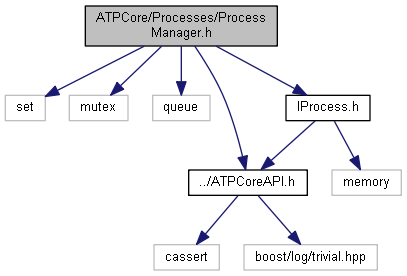 ATPCore/Processes/Process
Manager.h
set
mutex
queue
IProcess.h
../ATPCoreAPI.h
memory
cassert
boost/log/trivial.hpp